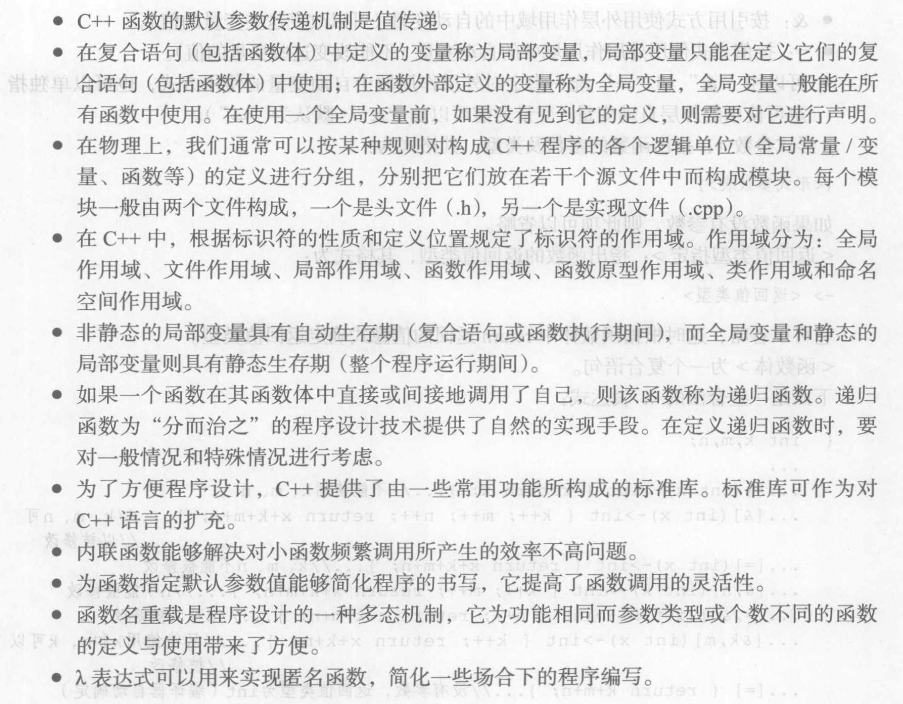 • C++ 函数的默认参数传递机制是值传递。
• 在复合语句（包括函数体）中定义的变量称为局部变量，局部变量只能在定义它们的复
合语句（包括函数体）中使用；在函数外部定义的变量称为全局变量，全局变量一般能在所
有函数中使用。在使用一个全局变量前，如果没有见到它的定义，则需要对它进行声明。
• 在物理上，我们通常可以按某种规则对构成 C++ 程序的各个逻辑单位（全局常量 / 变
量、函数等）的定义进行分组，分别把它们放在若干个源文件中而构成模块。每个模
块一般由两个文件构成，一个是头文件（.h），另一个是实现文件（.cpp）。
• 在 C++ 中，根据标识符的性质和定义位置规定了标识符的作用域。作用域分为：全局
作用域、文件作用域、局部作用域、函数作用域、函数原型作用域、类作用域和命名
空间作用域。
• 非静态的局部变量具有自动生存期（复合语句或函数执行期间），而全局变量和静态的
局部变量则具有静态生存期（整个程序运行期间）。
• 如果一个函数在其函数体中直接或间接地调用了自己，则该函数称为递归函数。递归
函数为“分而治之”的程序设计技术提供了自然的实现手段。在定义递归函数时，要
对一般情况和特殊情况进行考虑。
• 为了方便程序设计，C++ 提供了由一些常用功能所构成的标准库。标准库可作为对
C++ 语言的扩充。
• 内联函数能够解决对小函数频繁调用所产生的效率不高问题。
• 为函数指定默认参数值能够简化程序的书写，它提高了函数调用的灵活性。
• 函数名重载是程序设计的一种多态机制，它为功能相同而参数类型或个数不同的函数
的定义与使用带来了方便。
• λ 表达式可以用来实现匿名函数，简化一些场合下的程序编写。